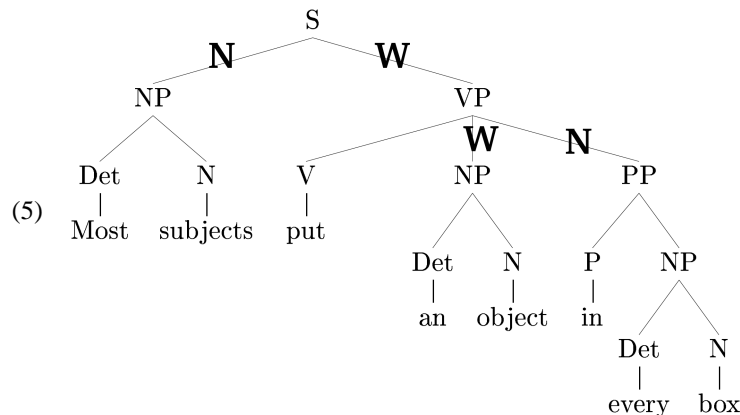 S
N W
NP VP
W N
Det N V NP PP
(5) Most subjects put
Det N P NP
an object in
Det N
every box